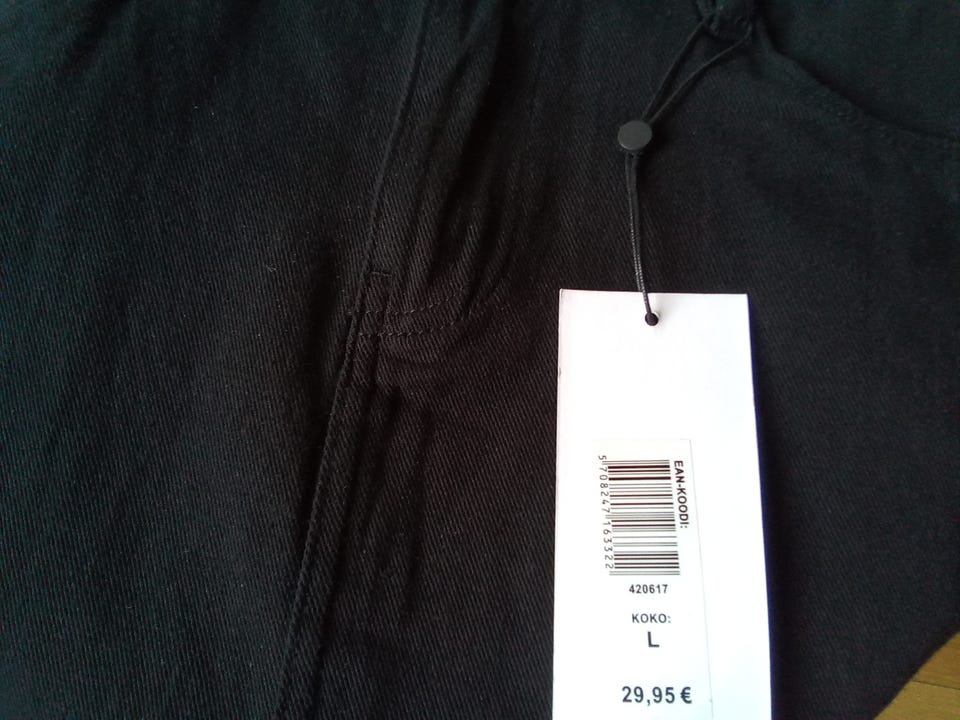 EAN-KOODI:
5708247163322
420617
KOKO:
L
29,95 €